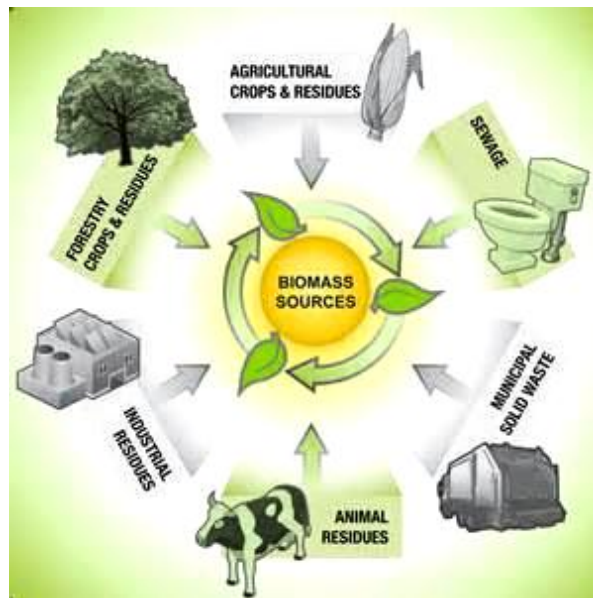 AGRICULTURAL
CROPS & RESIDUES
SEWAGE
FORESTRY
CROPS & RESIDUES
BIOMASS
SOURCES
MUNICIPAL
SOLID WASTE
INDUSTRIAL
RESIDUES
ANIMAL
RESIDUES